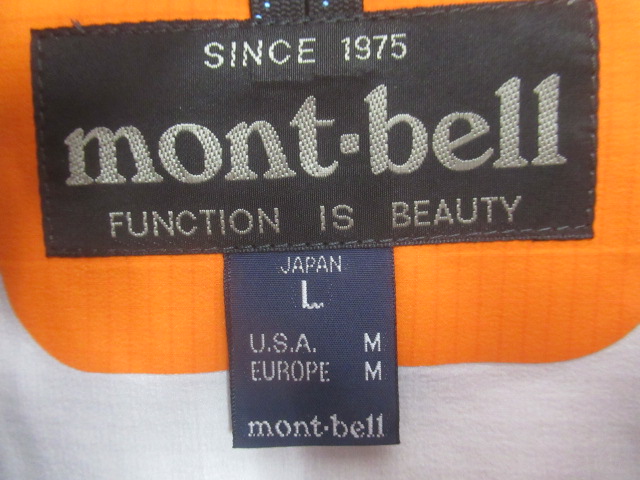 SINCE 1975
mont-bell
FUNCTION IS BEAUTY
JAPAN
L
U.S.A. M
EUROPE M
mont-bell